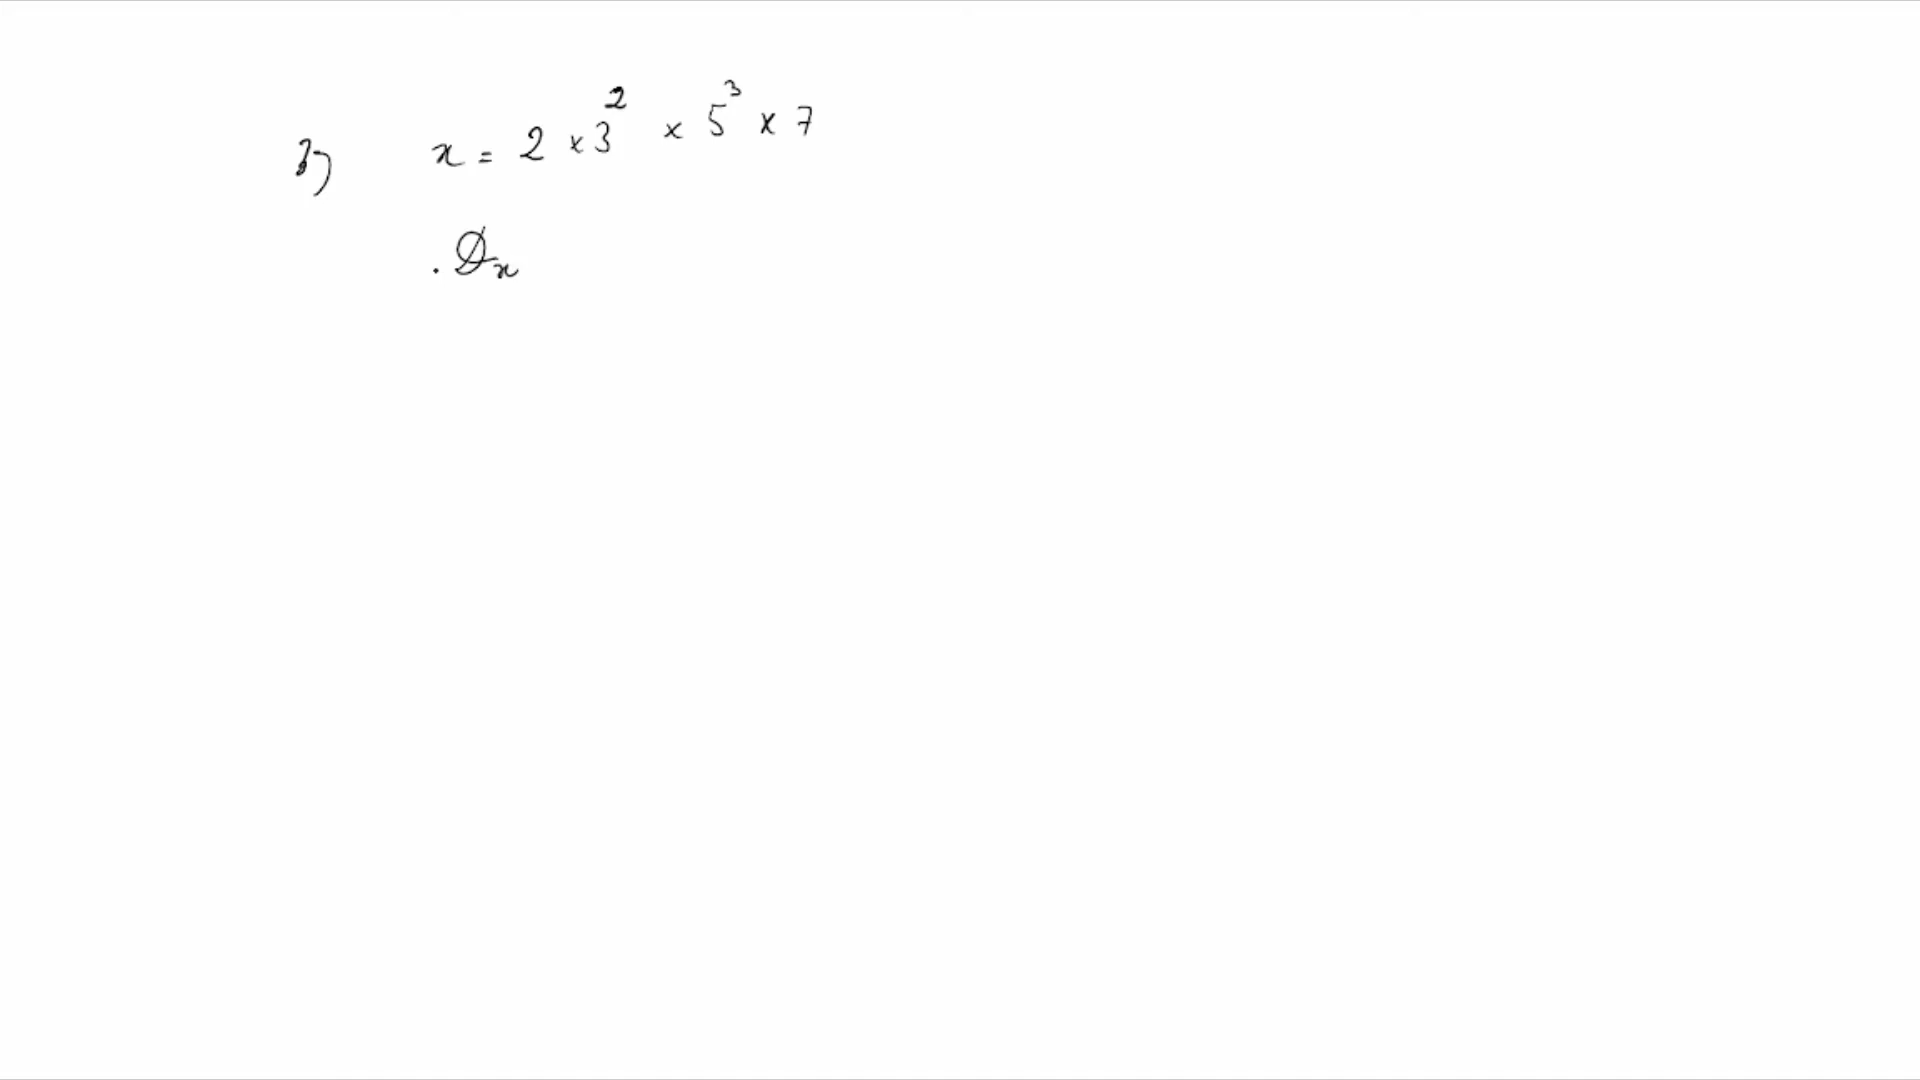 3) x = 2 × 3² × 5³ × 7
. Dₓ